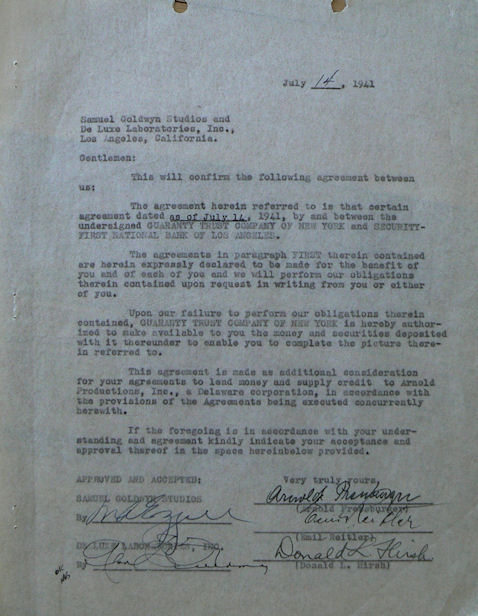 July 14, 1941
Samuel Goldwyn Studios and
De Luxe Laboratories, Inc.,
Los Angeles, California.
Gentlemen:
This will confirm the following agreement between
us:
The agreement herein referred to is that certain
agreement dated as of July 14, 1941, by and between the
undersigned GUARANTY TRUST COMPANY OF NEW YORK and SECURITY-
FIRST NATIONAL BANK OF LOS ANGELES.
The agreements in paragraph FIRST therein contained
are herein expressly declared to be made for the benefit of
you and of each of you and we will perform our obligations
therein contained upon request in writing from you or either
of you.
Upon our failure to perform our obligations therein
contained, GUARANTY TRUST COMPANY OF NEW YORK is hereby author-
ized to make available to you the money and securities deposited
with it thereunder to enable you to complete the picture there-
in referred to.
This agreement is made as additional consideration
for your agreements to lend money and supply credit to Arnold
Productions, Inc., a Delaware corporation, in accordance with
the provisions of the Agreements being executed concurrently
herewith.
If the foregoing is in accordance with your under-
standing and agreement kindly indicate your acceptance and
approval thereof in the space hereinbelow provided.
APPROVED AND ACCEPTED: Very truly yours,
SAMUEL GOLDWYN STUDIOS Arnold Pressburger
By (Arnold Pressburger)
(Emil Reitler)
DE LUXE LABORATORIES, INC. Donald L. Hirsh
By (Donald L. Hirsh)